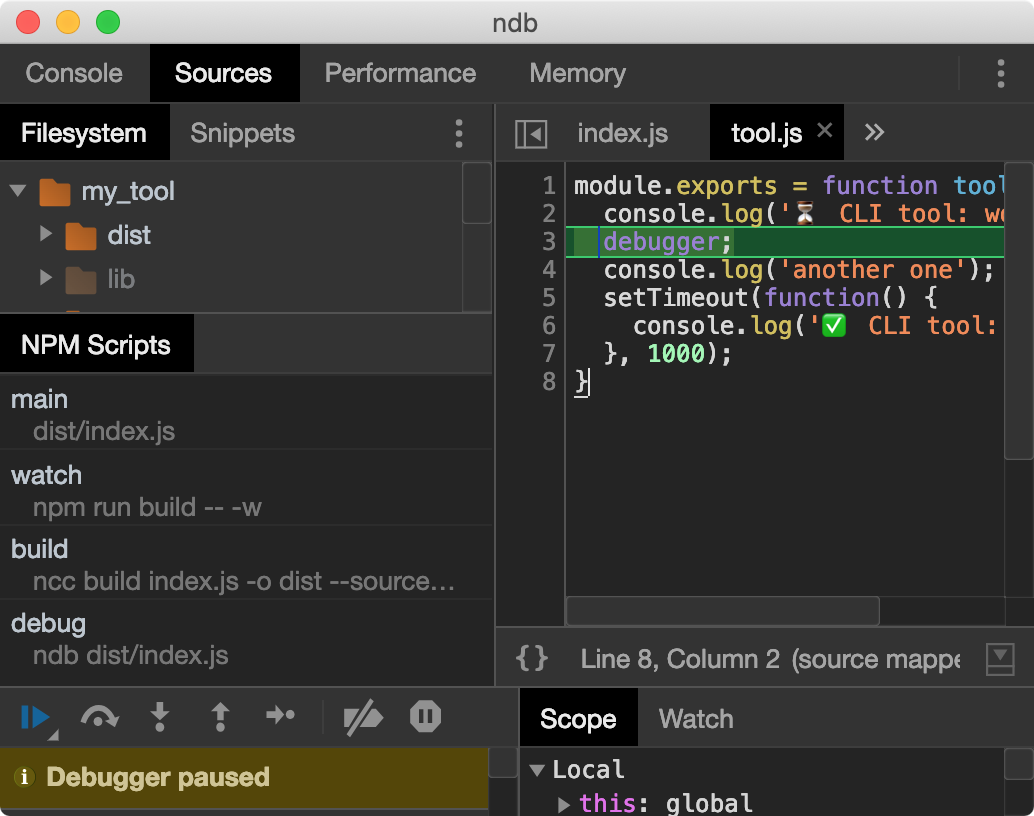 ndb
Console Sources Performance Memory
Filesystem Snippets
my_tool
dist
lib
NPM Scripts
main
dist/index.js
watch
npm run build -- -w
build
ncc build index.js -o dist --source…
debug
ndb dist/index.js
index.js tool.js ✕ »
1 module.exports = function tool
2 console.log('⏳ CLI tool: wo
3 debugger;
4 console.log('another one');
5 setTimeout(function() {
6 console.log('✅ CLI tool:
7 }, 1000);
8 }
{} Line 8, Column 2 (source mappe
Debugger paused
Scope Watch
Local
this: global